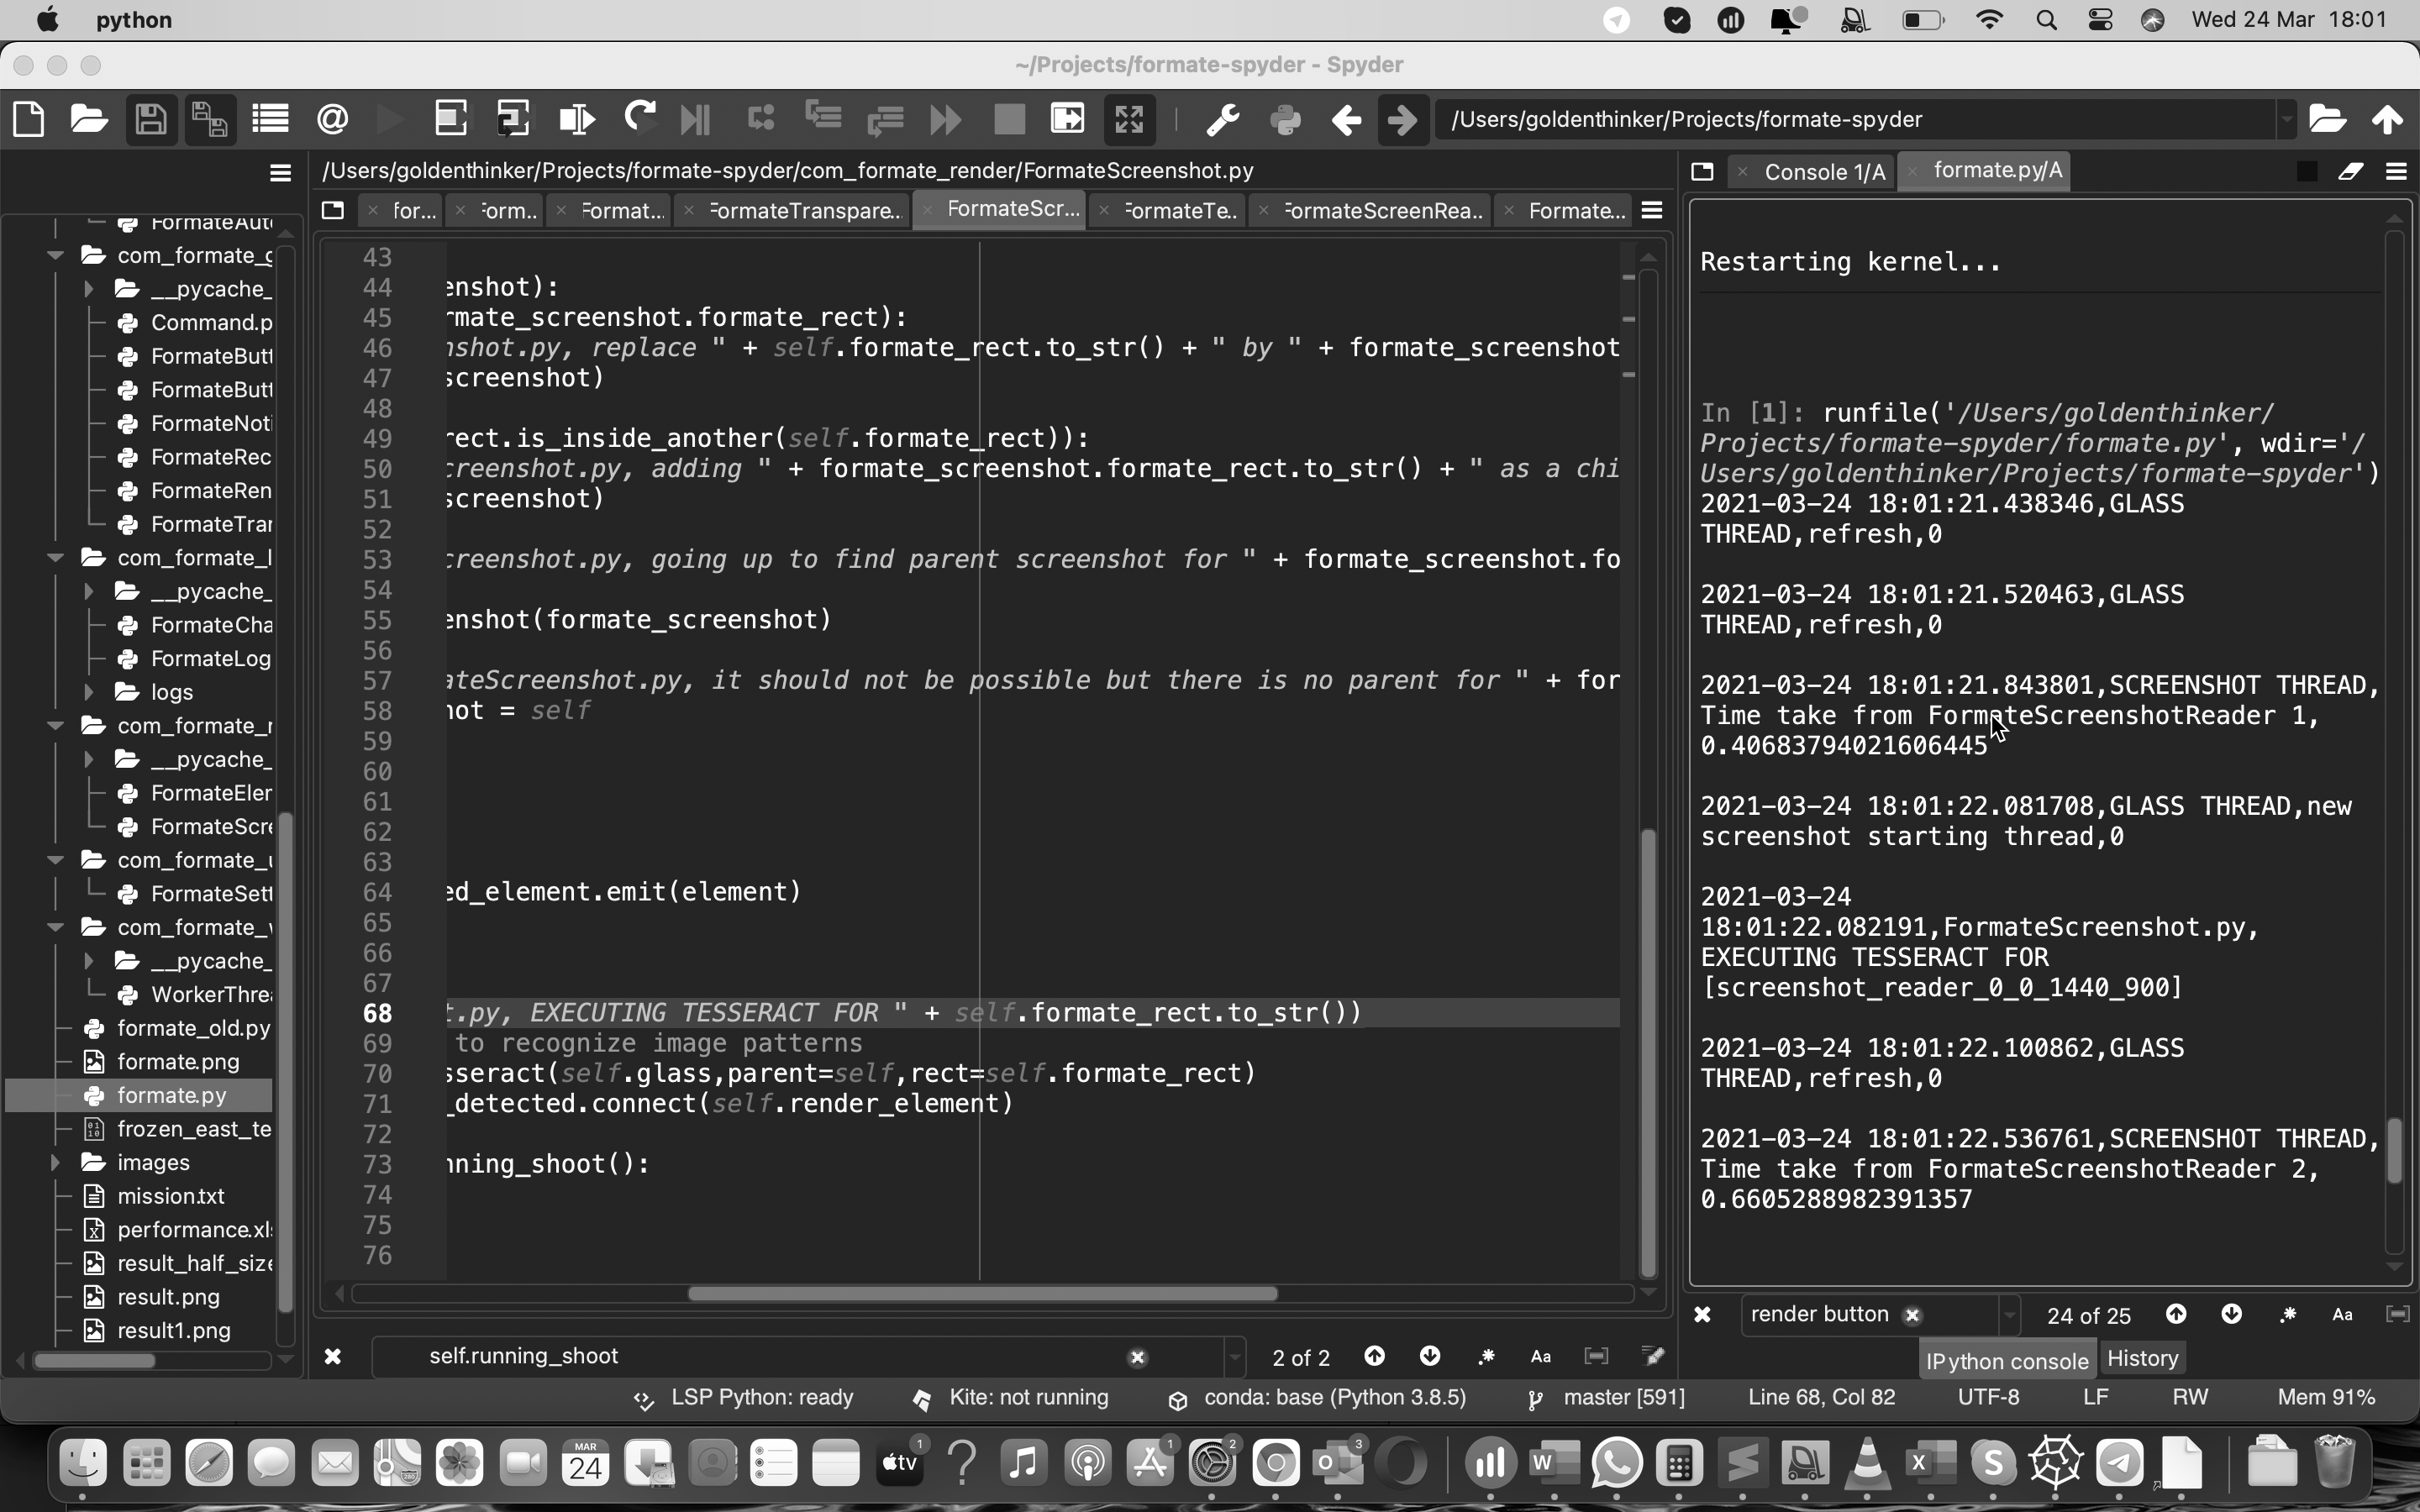 python
Wed 24 Mar 18:01
~/Projects/formate-spyder - Spyder
/Users/goldenthinker/Projects/formate-spyder
/Users/goldenthinker/Projects/formate-spyder/com_formate_render/FormateScreenshot.py
Console 1/A
formate.py/A
for...
Form..
Format...
FormateTranspare...
FormateScr...
FormateTe..
FormateScreenRea..
Formate...
FormateAut
com_formate_g
__pycache_
Command.p
FormateButt
FormateButt
FormateNoti
FormateRec
FormateRen
FormateTrar
com_formate_l
__pycache_
FormateCha
FormateLog
logs
com_formate_r
__pycache_
FormateEler
FormateScre
com_formate_u
FormateSett
com_formate_w
__pycache_
WorkerThrea
formate_old.py
formate.png
formate.py
frozen_east_te
images
mission.txt
performance.xls
result_half_size
result.png
result1.png
43
44 enshot):
45 rmate_screenshot.formate_rect):
46 nshot.py, replace " + self.formate_rect.to_str() + " by " + formate_screenshot
47 screenshot)
48
49 rect.is_inside_another(self.formate_rect)):
50 creenshot.py, adding " + formate_screenshot.formate_rect.to_str() + " as a chi
51 screenshot)
52
53 creenshot.py, going up to find parent screenshot for " + formate_screenshot.fo
54
55 enshot(formate_screenshot)
56
57 ateScreenshot.py, it should not be possible but there is no parent for " + for
58 hot = self
59
60
61
62
63
64 ed_element.emit(element)
65
66
67
68 t.py, EXECUTING TESSERACT FOR " + self.formate_rect.to_str())
69 to recognize image patterns
70 sseract(self.glass,parent=self,rect=self.formate_rect)
71 _detected.connect(self.render_element)
72
73 nning_shoot():
74
75
76
Restarting kernel...
In [1]: runfile('/Users/goldenthinker/
Projects/formate-spyder/formate.py', wdir='/
Users/goldenthinker/Projects/formate-spyder')
2021-03-24 18:01:21.438346,GLASS
THREAD,refresh,0
2021-03-24 18:01:21.520463,GLASS
THREAD,refresh,0
2021-03-24 18:01:21.843801,SCREENSHOT THREAD,
Time take from FormateScreenshotReader 1,
0.40683794021606445
2021-03-24 18:01:22.081708,GLASS THREAD,new
screenshot starting thread,0
2021-03-24
18:01:22.082191,FormateScreenshot.py,
EXECUTING TESSERACT FOR
[screenshot_reader_0_0_1440_900]
2021-03-24 18:01:22.100862,GLASS
THREAD,refresh,0
2021-03-24 18:01:22.536761,SCREENSHOT THREAD,
Time take from FormateScreenshotReader 2,
0.6605288982391357
render button
24 of 25
Aa
self.running_shoot
2 of 2
Aa
IPython console
History
LSP Python: ready
Kite: not running
conda: base (Python 3.8.5)
master [591]
Line 68, Col 82
UTF-8
LF
RW
Mem 91%
MAR
24
tv
1
1
2
3